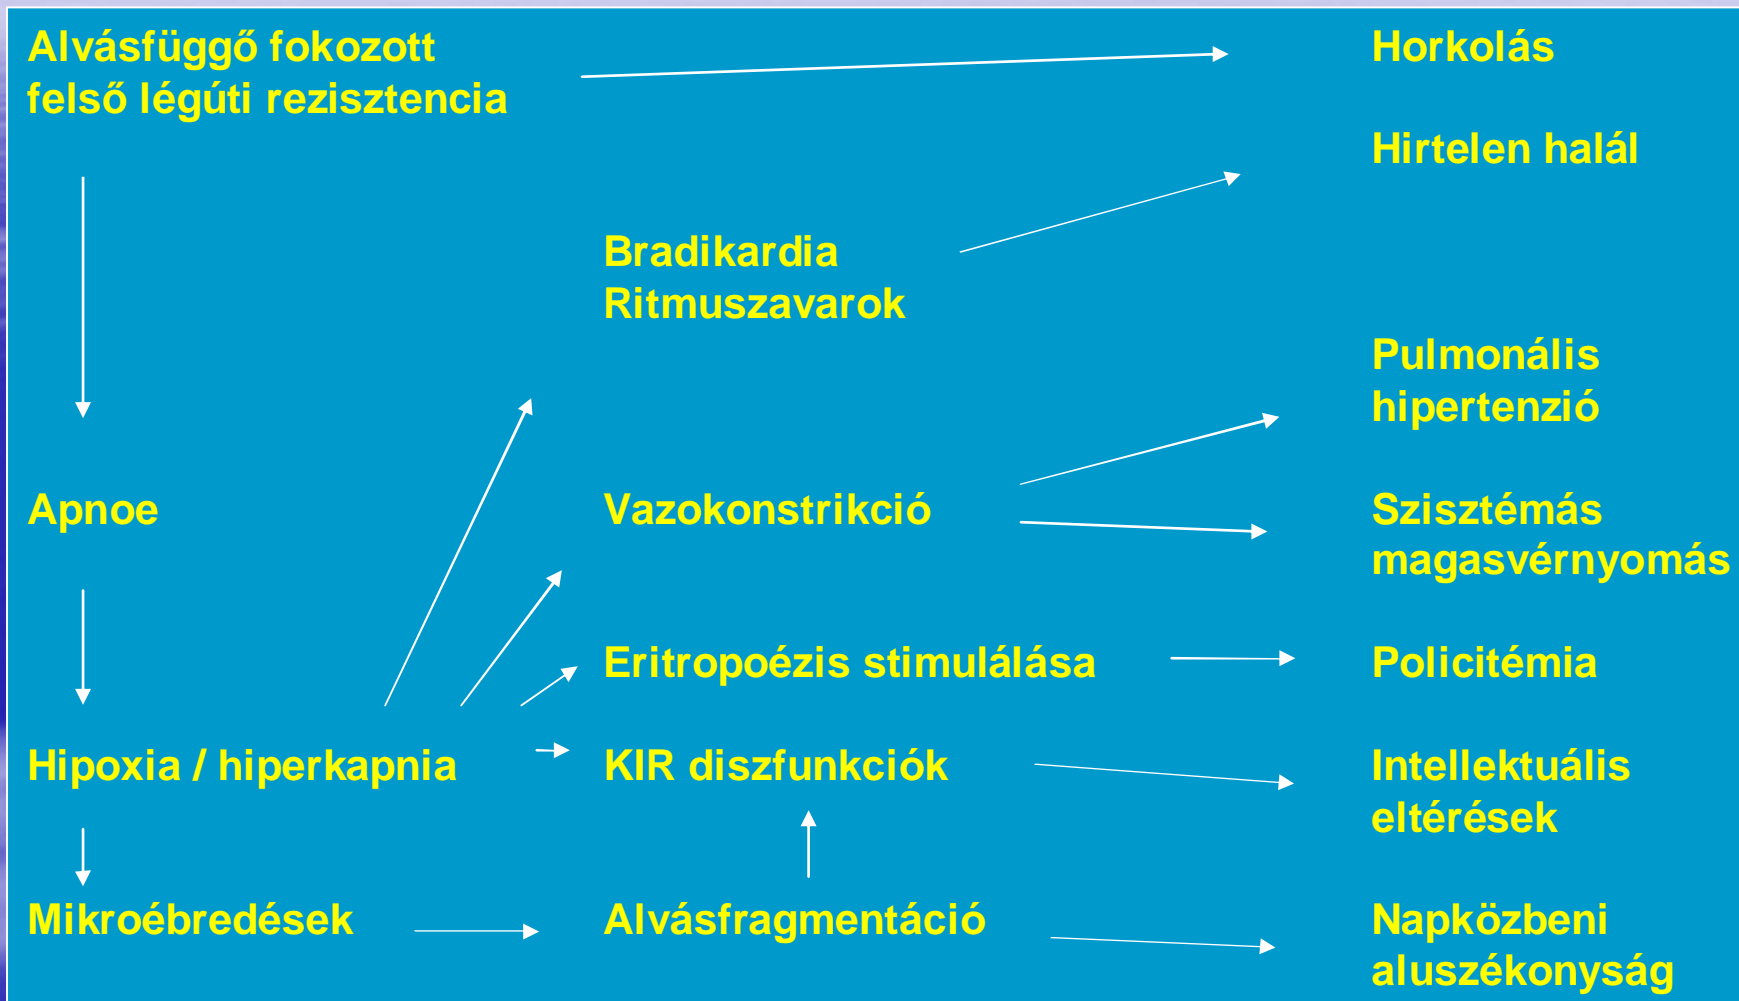 Alvásfüggő fokozott
felső légúti rezisztencia
Horkolás
Hirtelen halál
Bradikardia
Ritmuszavarok
Pulmonális
hipertenzió
Apnoe
Vazokonstrikció
Szisztémás
magasvérnyomás
Eritropoézis stimulálása
Policitémia
Hipoxia / hiperkapnia
KIR diszfunkciók
Intellektuális
eltérések
Mikroébredések
Alvásfragmentáció
Napközbeni
aluszékonyság